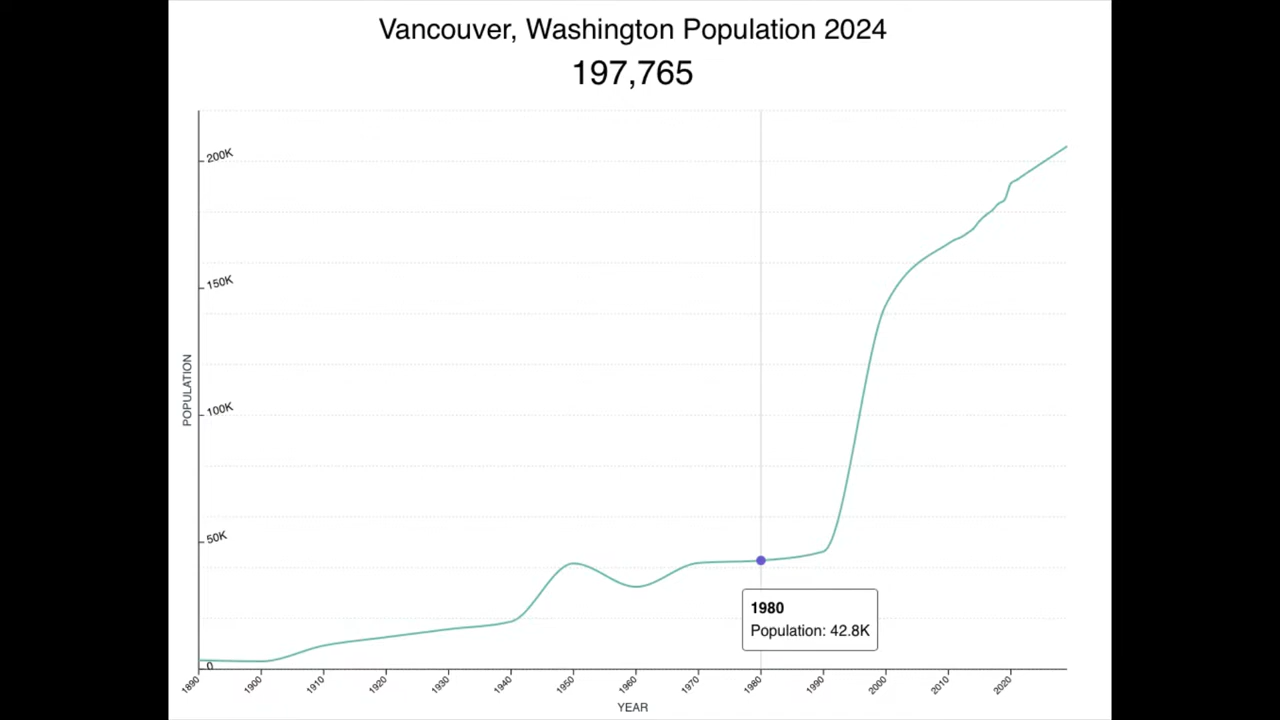 Vancouver, Washington Population 2024
197,765
200K
150K
100K
50K
0
POPULATION
1980
Population: 42.8K
1890 1900 1910 1920 1930 1940 1950 1960 1970 1980 1990 2000 2010 2020
YEAR